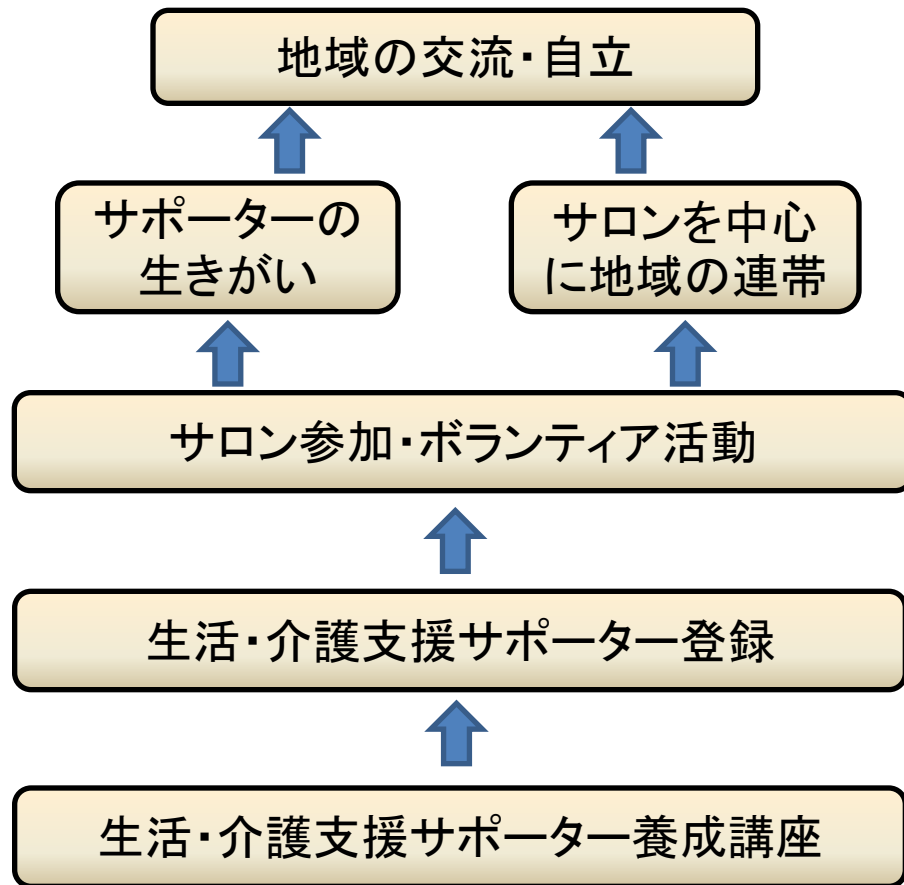 地域の交流・自立
サポーターの
生きがい
サロンを中心
に地域の連帯
サロン参加・ボランティア活動
生活・介護支援サポーター登録
生活・介護支援サポーター養成講座